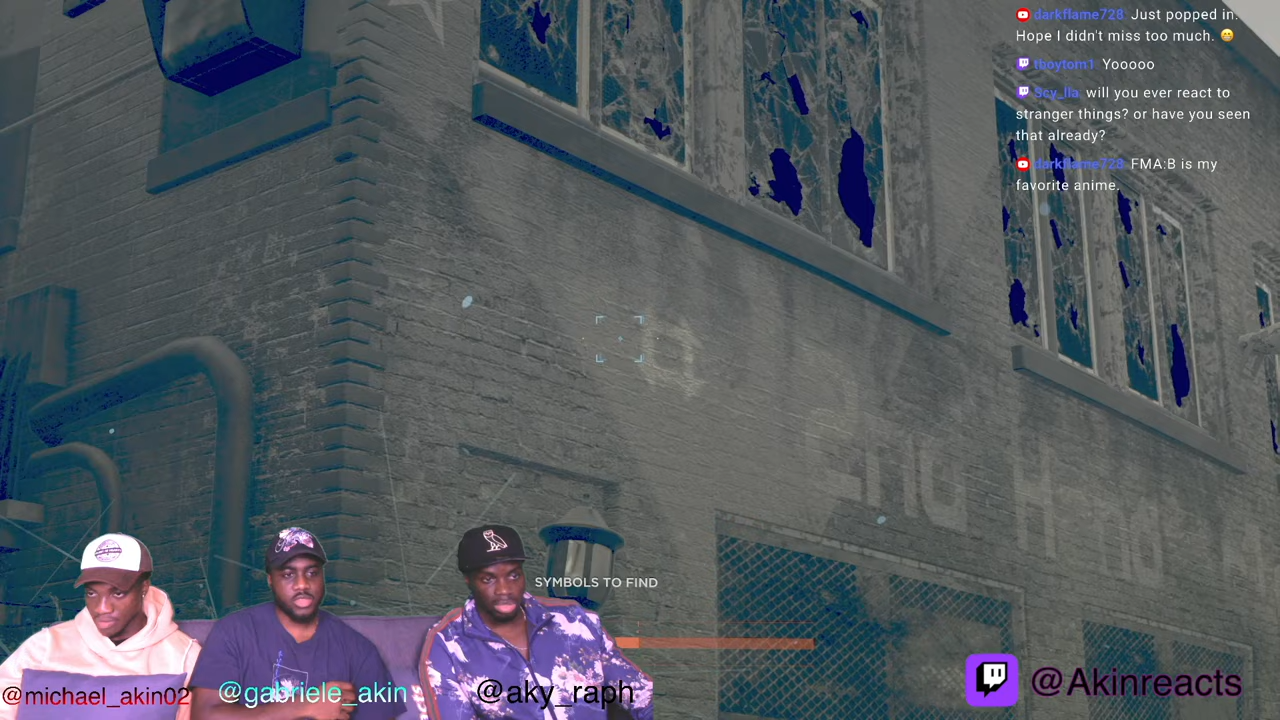 darkflame728 Just popped in.
Hope I didn't miss too much. 😁
tboytom1 Yooooo
Scy_lla will you ever react to
stranger things? or have you seen
that already?
darkflame728 FMA:B is my
favorite anime.
SYMBOLS TO FIND
@michael_akin02
@gabriele_akin
@aky_raph
@Akinreacts